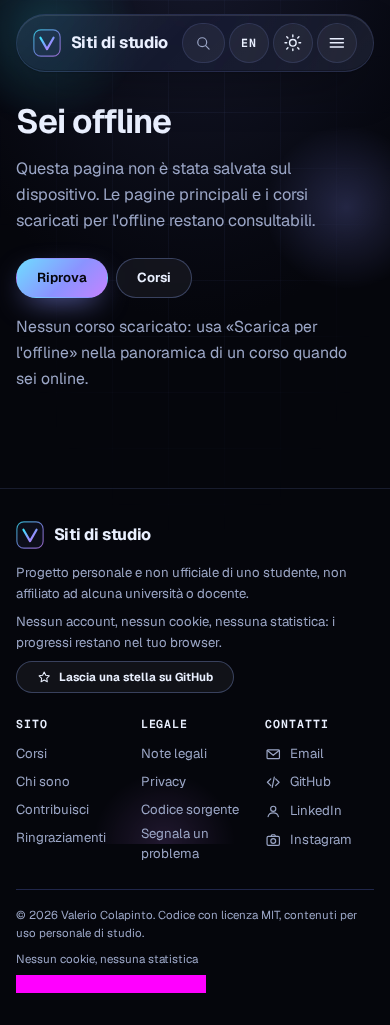 Siti di studio
EN
Sei offline
Questa pagina non è stata salvata sul
dispositivo. Le pagine principali e i corsi
scaricati per l'offline restano consultabili.
Riprova
Corsi
Nessun corso scaricato: usa «Scarica per
l'offline» nella panoramica di un corso quando
sei online.
Siti di studio
Progetto personale e non ufficiale di uno studente, non
affiliato ad alcuna università o docente.
Nessun account, nessun cookie, nessuna statistica: i
progressi restano nel tuo browser.
Lascia una stella su GitHub
SITO
Corsi
Chi sono
Contribuisci
Ringraziamenti
LEGALE
Note legali
Privacy
Codice sorgente
Segnala un
problema
CONTATTI
Email
GitHub
LinkedIn
Instagram
© 2026 Valerio Colapinto. Codice con licenza MIT, contenuti per
uso personale di studio.
Nessun cookie, nessuna statistica